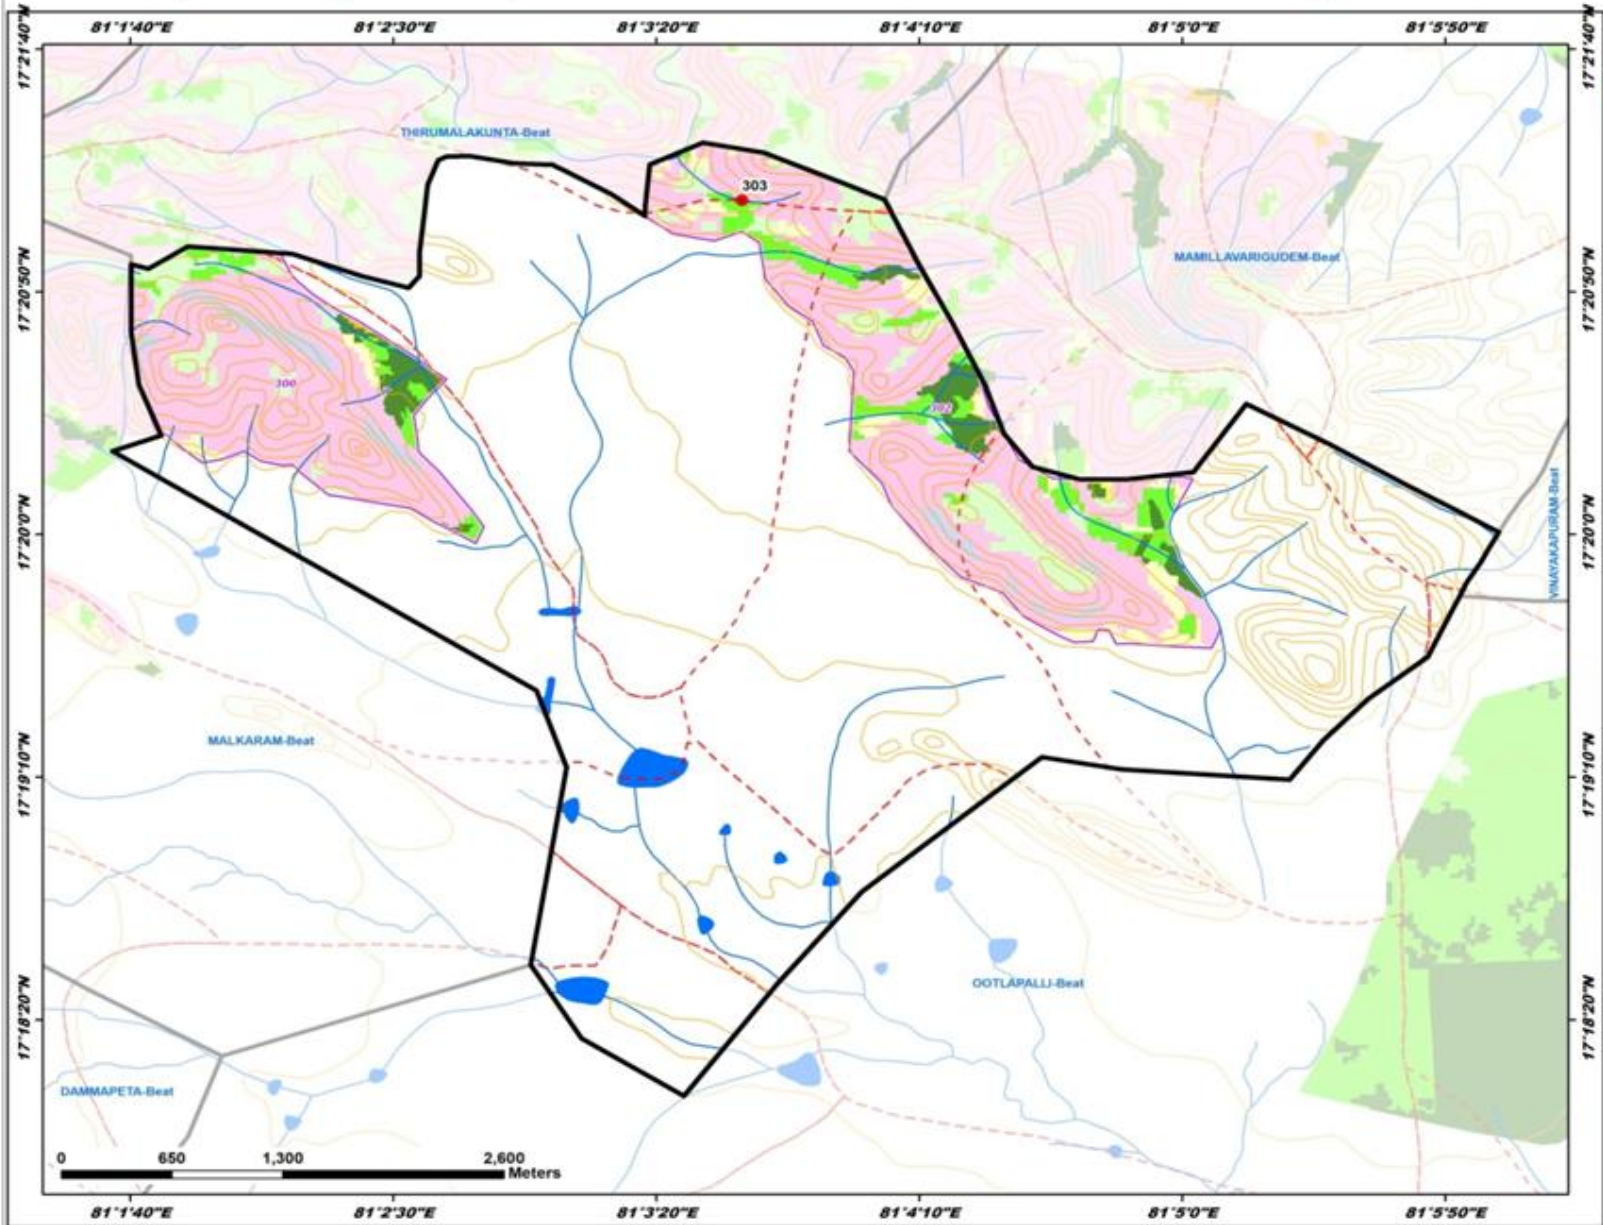 81°1'40"E 81°2'30"E 81°3'20"E 81°4'10"E 81°5'0"E 81°5'50"E
17°21'40"N 17°21'40"N
THIRUMALAKUNTA-Beat
303
MAMILLAVARIGUDEM-Beat
17°20'50"N 17°20'50"N
300
302
17°20'0"N 17°20'0"N
VINAYAKAPURAM-Beat
MALKARAM-Beat
17°19'10"N 17°19'10"N
OOTLAPALLI-Beat
17°18'20"N 17°18'20"N
DAMMAPETA-Beat
0 650 1,300 2,600
Meters
81°1'40"E 81°2'30"E 81°3'20"E 81°4'10"E 81°5'0"E 81°5'50"E